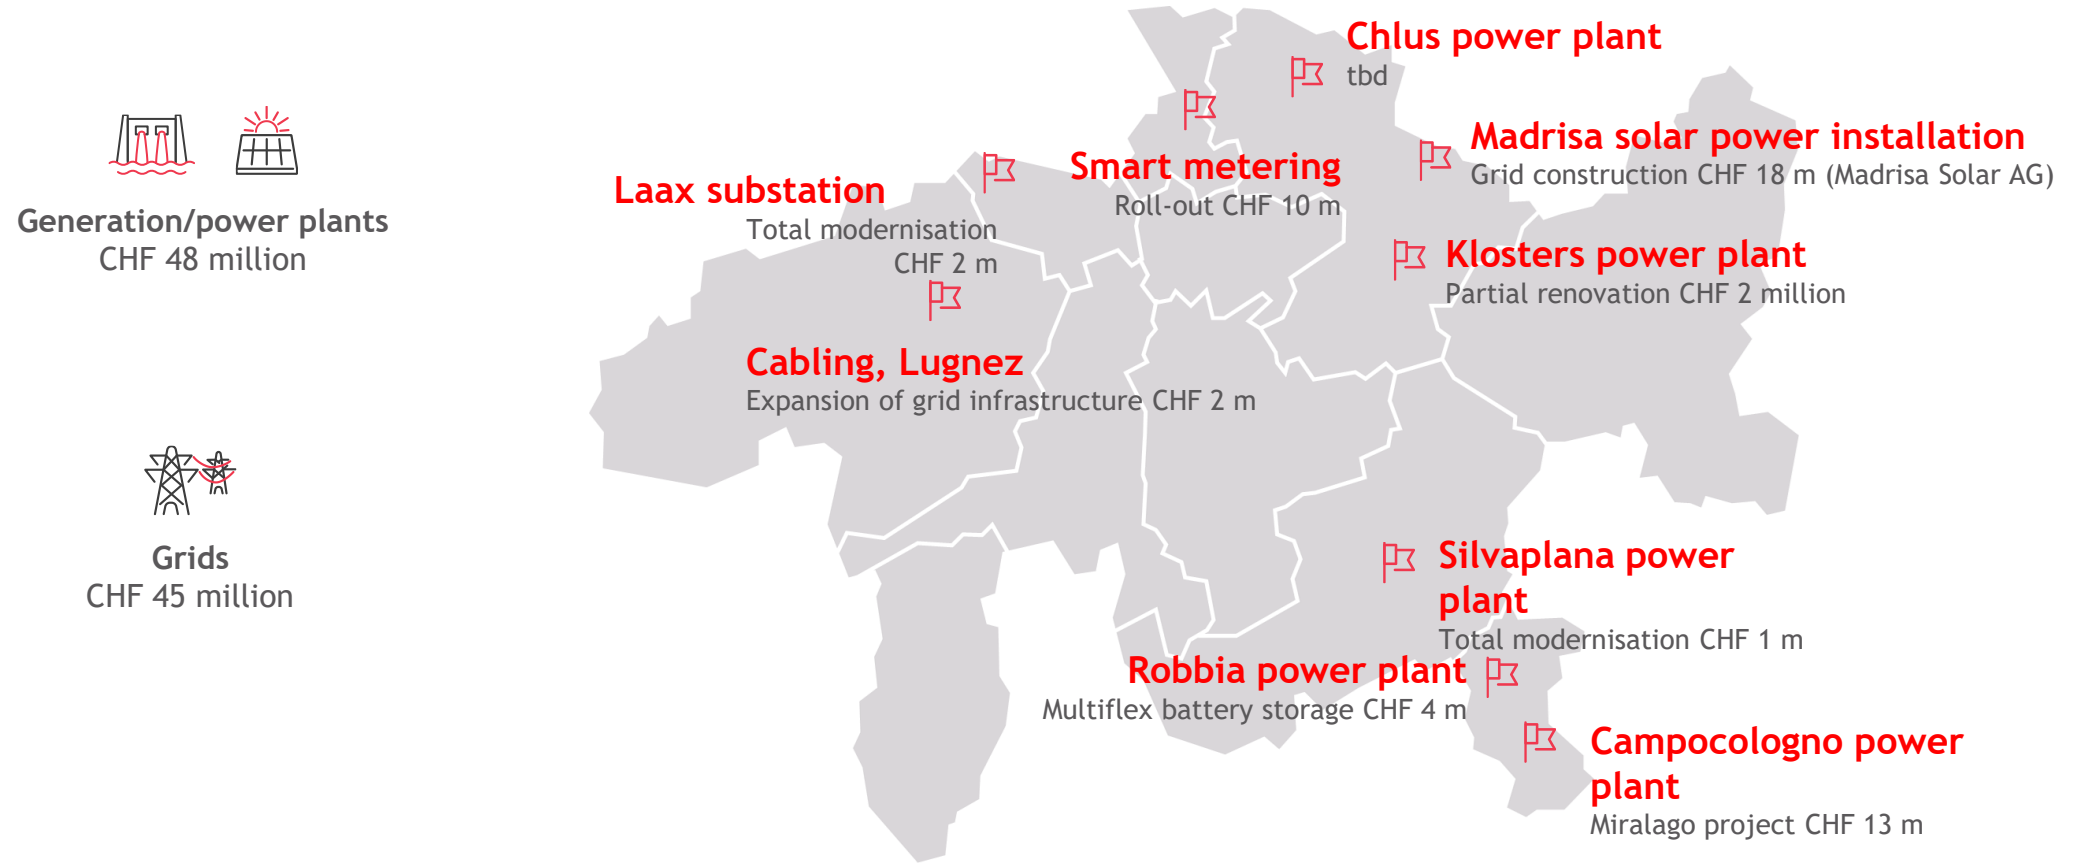 Generation/power plants
CHF 48 million
Grids
CHF 45 million
Chlus power plant
tbd
Madrisa solar power installation
Grid construction CHF 18 m (Madrisa Solar AG)
Smart metering
Roll-out CHF 10 m
Laax substation
Total modernisation
CHF 2 m
Klosters power plant
Partial renovation CHF 2 million
Cabling, Lugnez
Expansion of grid infrastructure CHF 2 m
Silvaplana power
plant
Total modernisation CHF 1 m
Robbia power plant
Multiflex battery storage CHF 4 m
Campocologno power
plant
Miralago project CHF 13 m